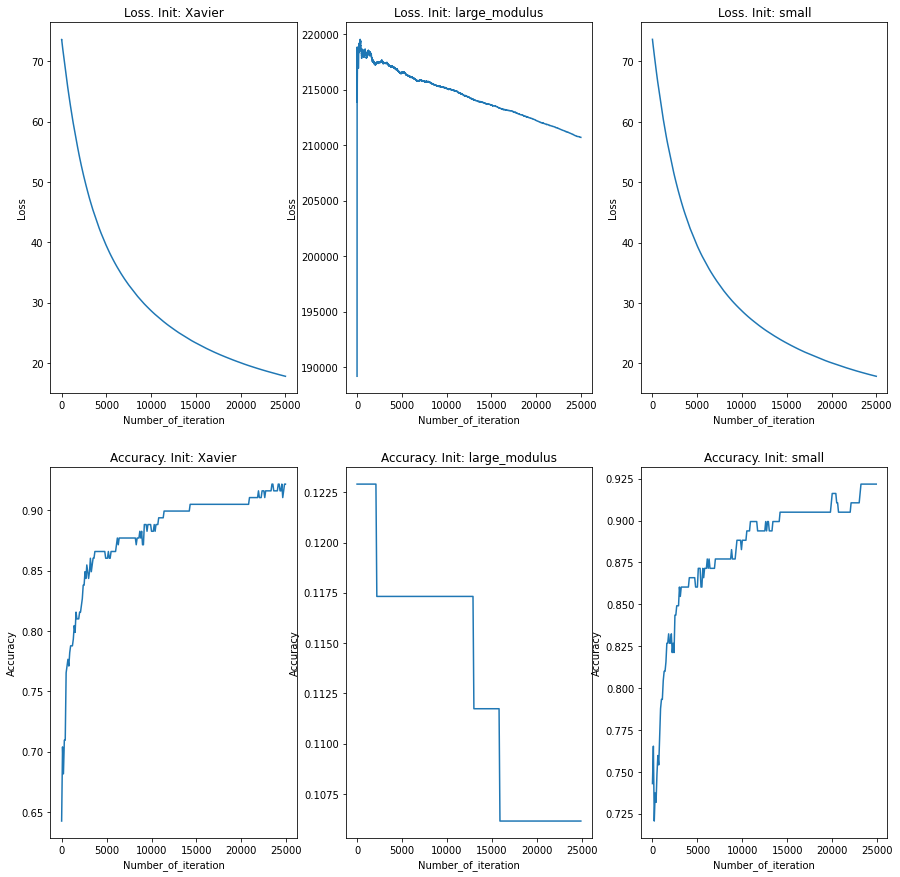 Loss. Init: Xavier
Loss. Init: large_modulus
Loss. Init: small
70
60
50
40
30
20
Loss
0 5000 10000 15000 20000 25000
Number_of_iteration
220000
215000
210000
205000
200000
195000
190000
Loss
0 5000 10000 15000 20000 25000
Number_of_iteration
70
60
50
40
30
20
Loss
0 5000 10000 15000 20000 25000
Number_of_iteration
Accuracy. Init: Xavier
Accuracy. Init: large_modulus
Accuracy. Init: small
0.90
0.85
0.80
0.75
0.70
0.65
Accuracy
0 5000 10000 15000 20000 25000
Number_of_iteration
0.1225
0.1200
0.1175
0.1150
0.1125
0.1100
0.1075
Accuracy
0 5000 10000 15000 20000 25000
Number_of_iteration
0.925
0.900
0.875
0.850
0.825
0.800
0.775
0.750
0.725
Accuracy
0 5000 10000 15000 20000 25000
Number_of_iteration